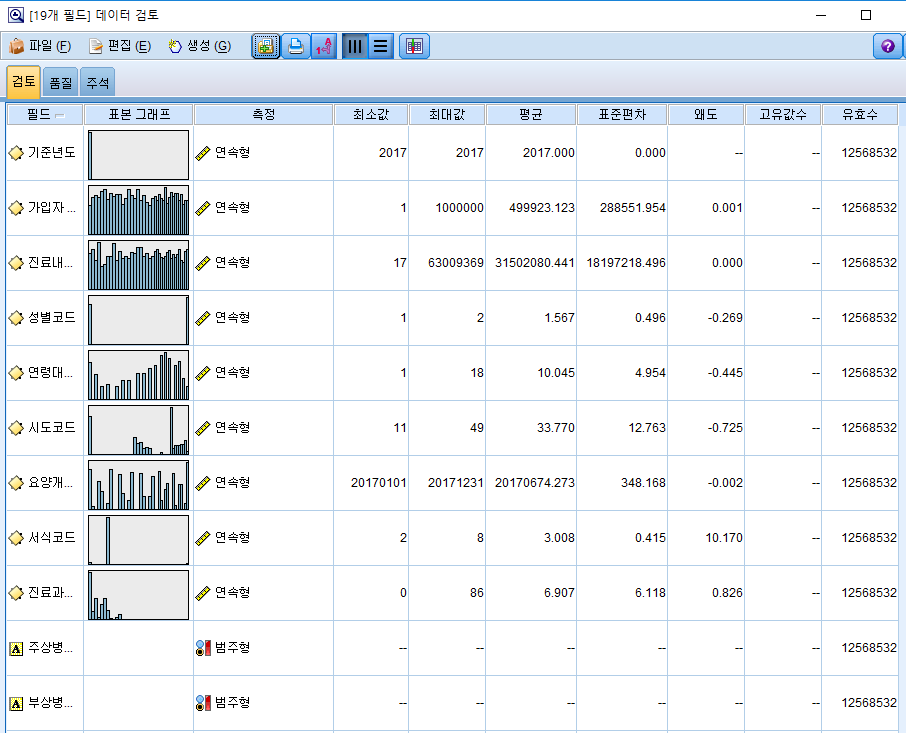 [19개 필드] 데이터 검토
파일 (F) 편집 (E) 생성 (G)
검토 품질 주석
필드 표본 그래프 측정 최소값 최대값 평균 표준편차 왜도 고유값수 유효수
기준년도 연속형 2017 2017 2017.000 0.000 -- -- 12568532
가입자 ... 연속형 1 1000000 499923.123 288551.954 0.001 -- 12568532
진료내... 연속형 17 63009369 31502080.441 18197218.496 0.000 -- 12568532
성별코드 연속형 1 2 1.567 0.496 -0.269 -- 12568532
연령대... 연속형 1 18 10.045 4.954 -0.445 -- 12568532
시도코드 연속형 11 49 33.770 12.763 -0.725 -- 12568532
요양개... 연속형 20170101 20171231 20170674.273 348.168 -0.002 -- 12568532
서식코드 연속형 2 8 3.008 0.415 10.170 -- 12568532
진료과... 연속형 0 86 6.907 6.118 0.826 -- 12568532
A 주상병... 범주형 -- -- -- -- -- -- 12568532
A 부상병... 범주형 -- -- -- -- -- -- 12568532